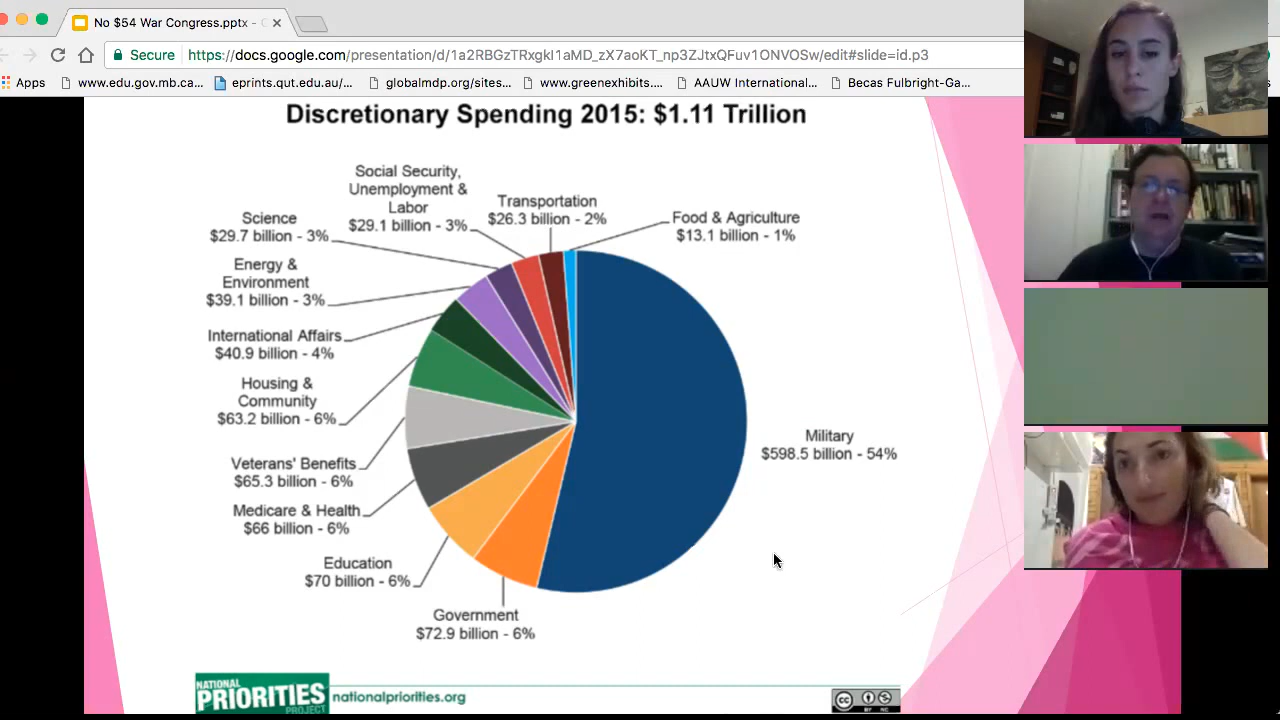 No $54 War Congress.pptx - G
Secure https://docs.google.com/presentation/d/1a2RBGzTRxgkI1aMD_zX7aoKT_np3ZJtxQFuv1ONVOSw/edit#slide=id.p3
Apps www.edu.gov.mb.ca... eprints.qut.edu.au/... globalmdp.org/sites... www.greenexhibits.... AAUW International... Becas Fulbright-Ga...
Discretionary Spending 2015: $1.11 Trillion
Social Security,
Unemployment &
Labor
$29.1 billion - 3%
Transportation
$26.3 billion - 2%
Food & Agriculture
$13.1 billion - 1%
Science
$29.7 billion - 3%
Energy &
Environment
$39.1 billion - 3%
International Affairs
$40.9 billion - 4%
Housing &
Community
$63.2 billion - 6%
Military
$598.5 billion - 54%
Veterans' Benefits
$65.3 billion - 6%
Medicare & Health
$66 billion - 6%
Education
$70 billion - 6%
Government
$72.9 billion - 6%
NATIONAL
PRIORITIES
PROJECT
nationalpriorities.org
cc
BY NC